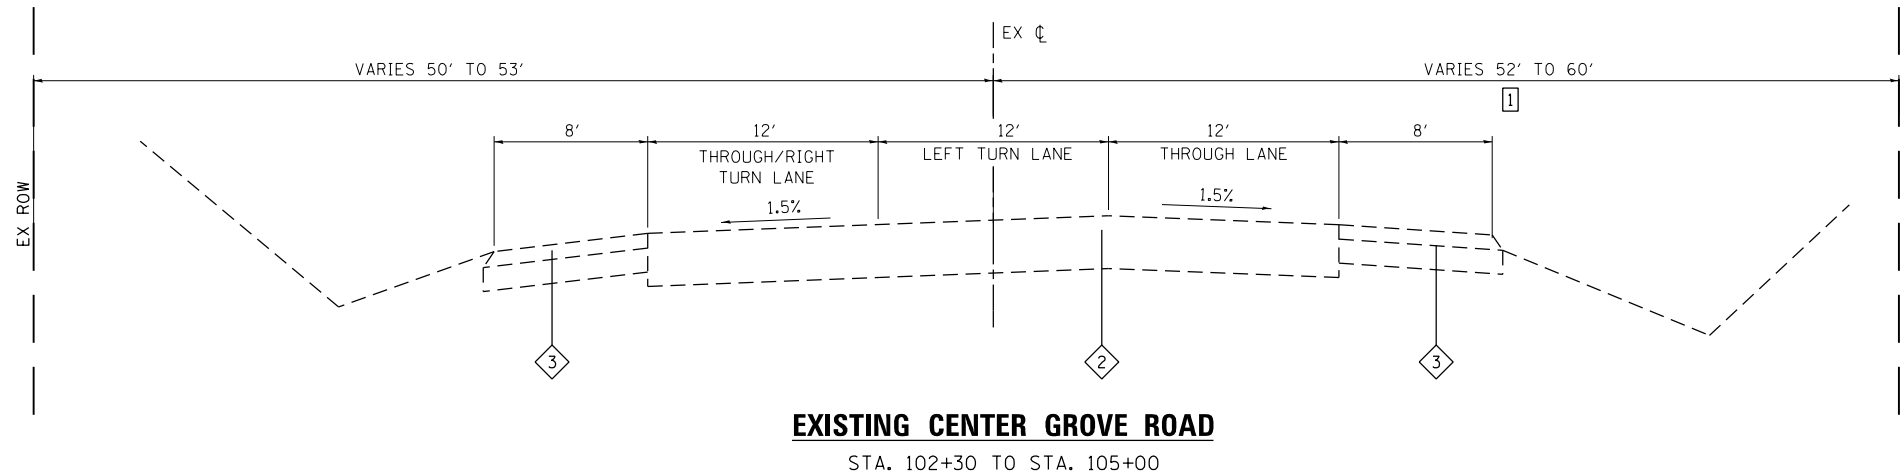 EX ℄
VARIES 50' TO 53'
VARIES 52' TO 60'
1
8'
12'
12'
12'
8'
THROUGH/RIGHT
TURN LANE
LEFT TURN LANE
THROUGH LANE
1.5%
1.5%
EX ROW
3
2
3
EXISTING CENTER GROVE ROAD
STA. 102+30 TO STA. 105+00